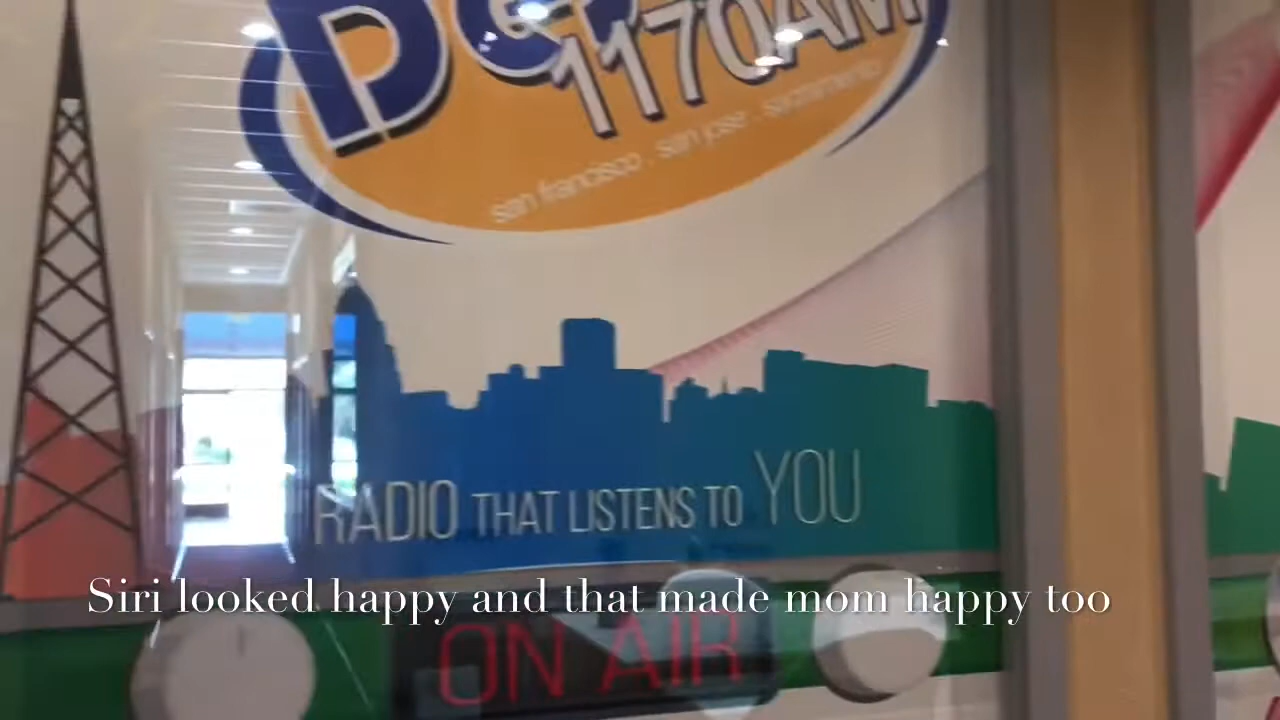 1170AM
san francisco . san jose - sacramento
RADIO THAT LISTENS TO YOU
Siri looked happy and that made mom happy too
ON AIR